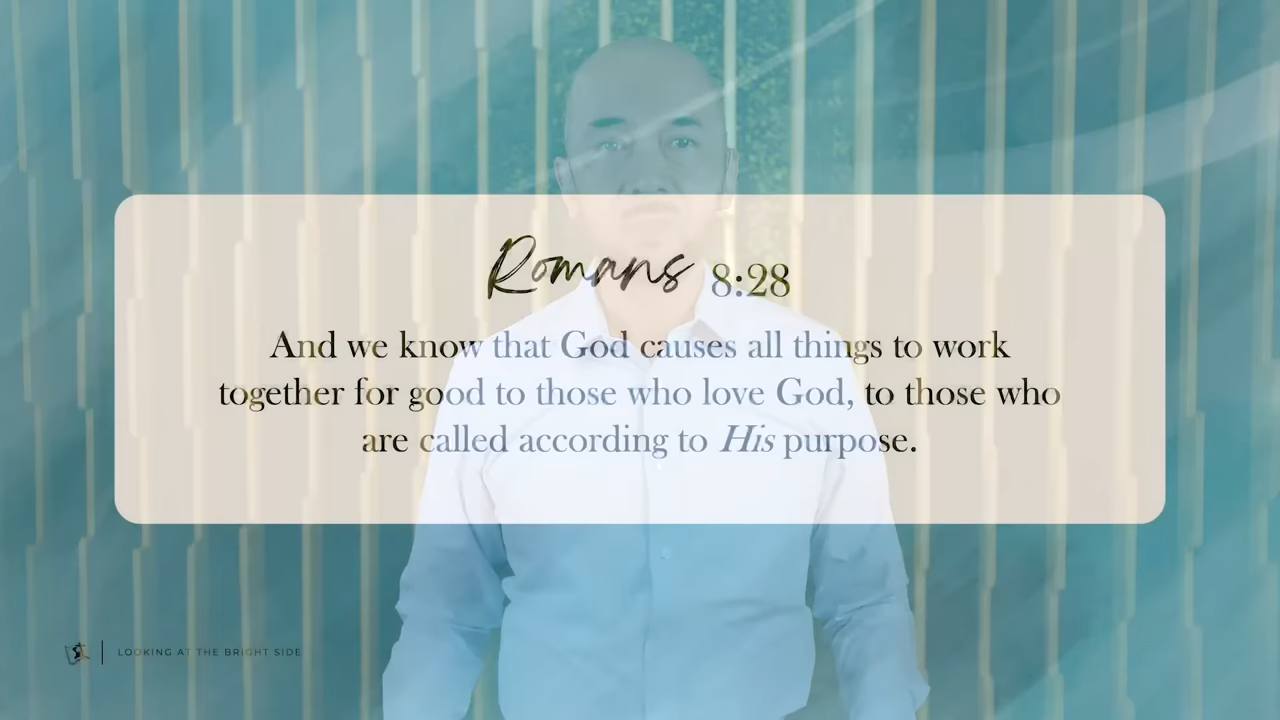 Romans 8:28
And we know that God causes all things to work
together for good to those who love God, to those who
are called according to His purpose.
LOOKING AT THE BRIGHT SIDE